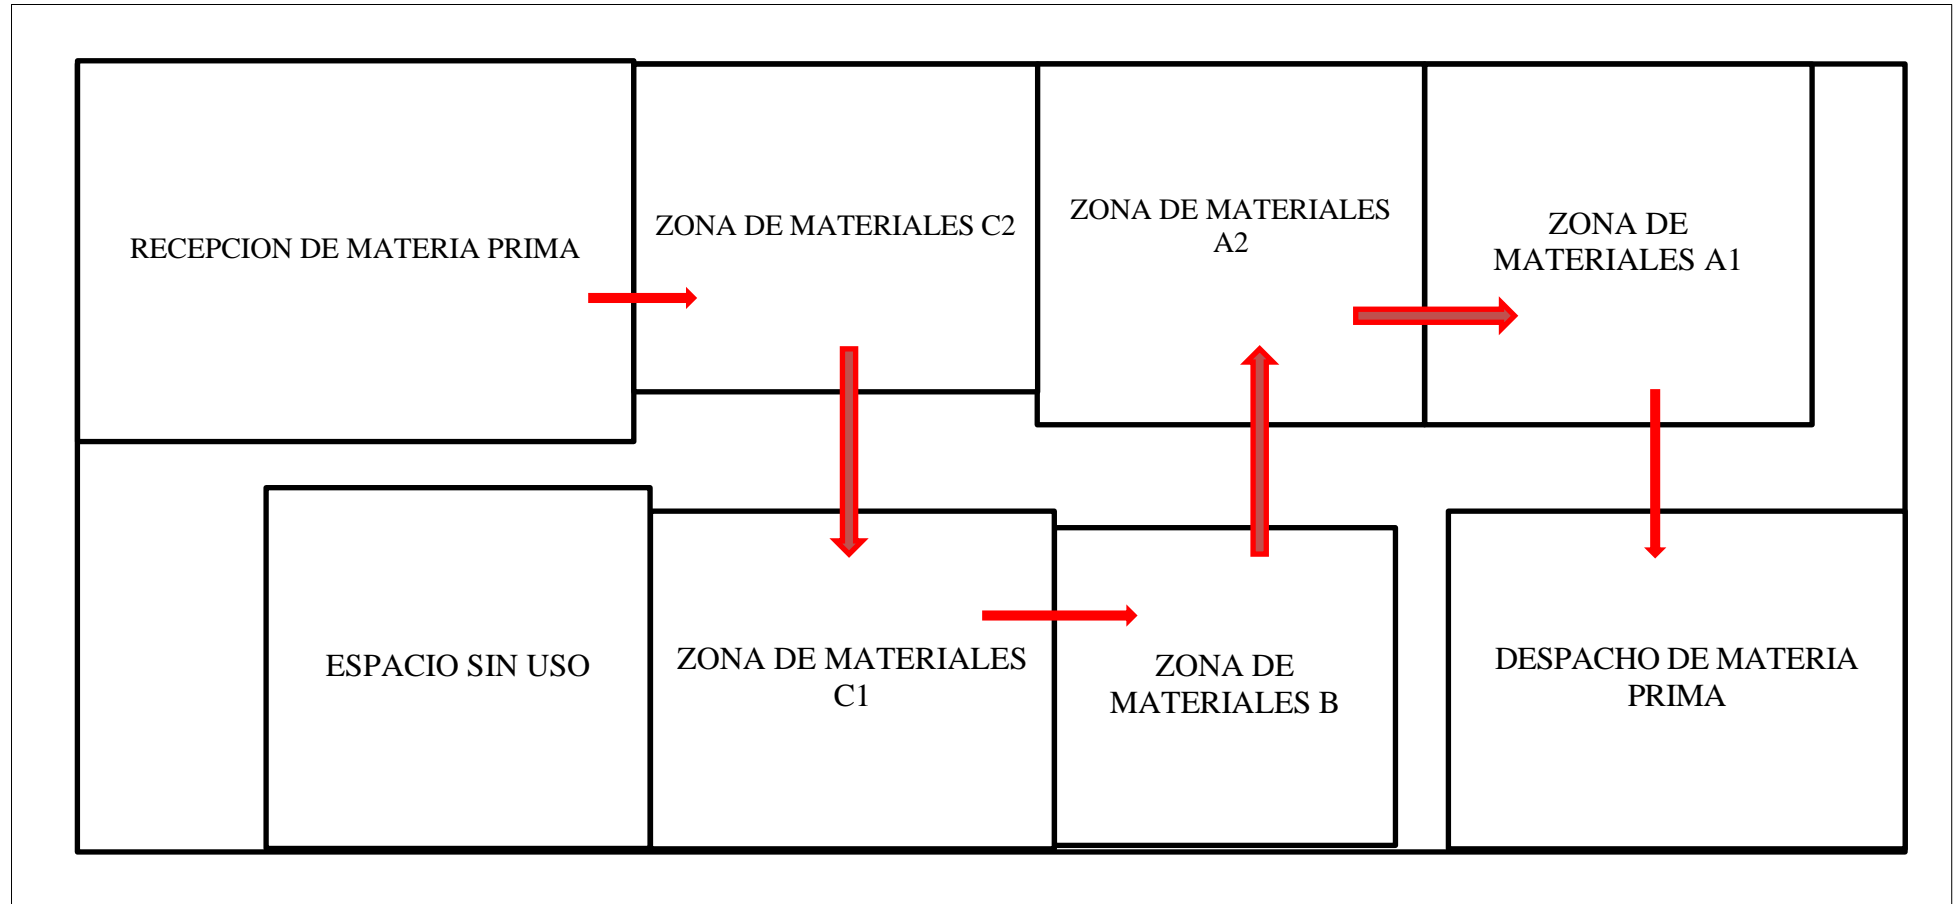 RECEPCION DE MATERIA PRIMA
ZONA DE MATERIALES C2
ZONA DE MATERIALES
A2
ZONA DE
MATERIALES A1
ESPACIO SIN USO
ZONA DE MATERIALES
C1
ZONA DE
MATERIALES B
DESPACHO DE MATERIA
PRIMA